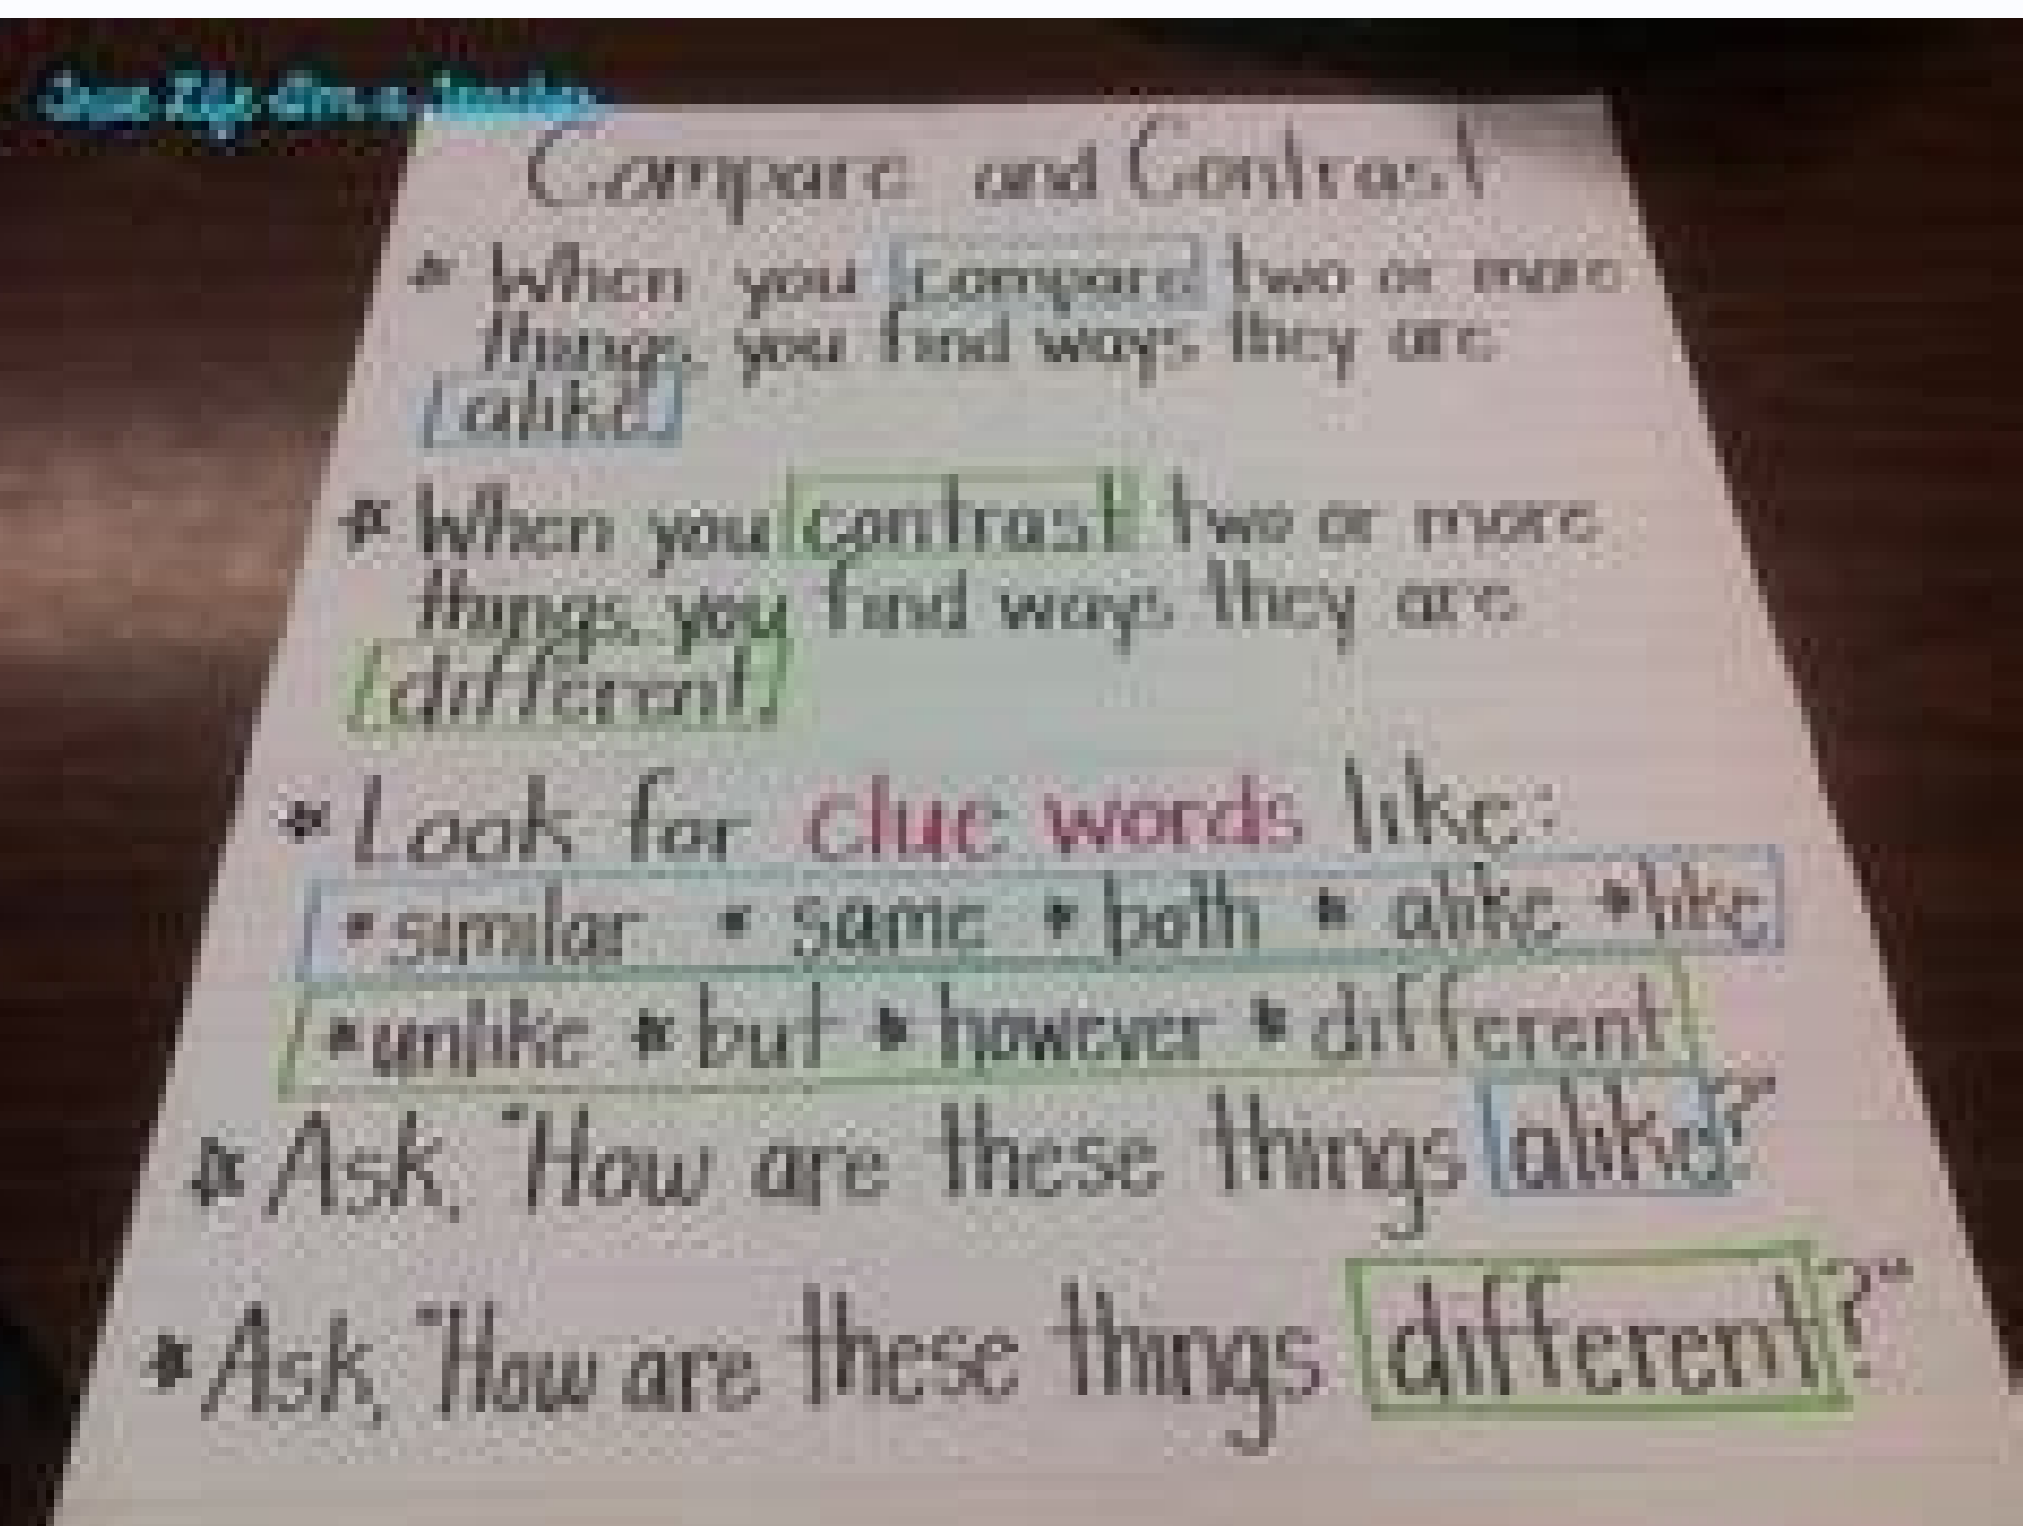 Compare and Contrast
* When you compare two or more
things, you find ways they are
alike
* When you contrast two or more
things, you find ways they are
different
* Look for clue words like:
* similar * same * both * alike * like
* unlike * but * however * different
* Ask, "How are these things alike?"
* Ask, "How are these things different?"